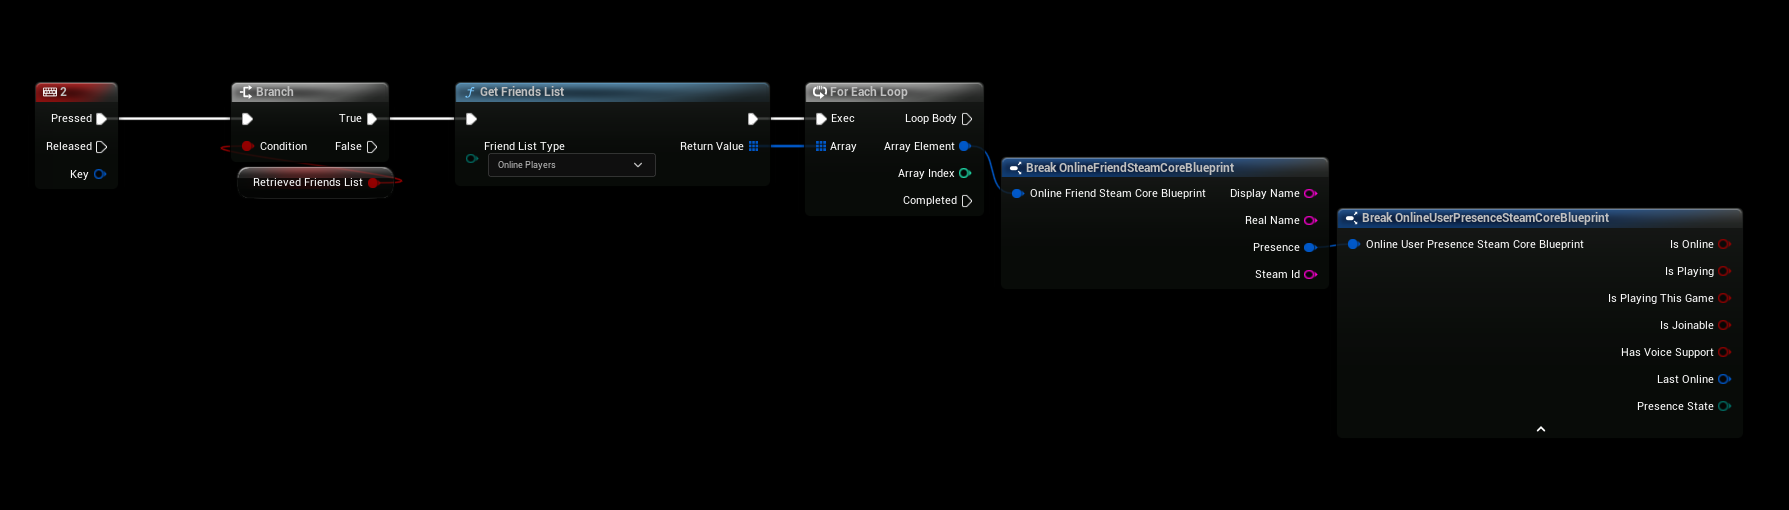 2
Pressed
Released
Key
Branch
True
Condition
False
Retrieved Friends List
Get Friends List
Friend List Type
Online Players
Return Value
For Each Loop
Exec
Loop Body
Array
Array Element
Array Index
Completed
Break OnlineFriendSteamCoreBlueprint
Online Friend Steam Core Blueprint
Display Name
Real Name
Presence
Steam Id
Break OnlineUserPresenceSteamCoreBlueprint
Online User Presence Steam Core Blueprint
Is Online
Is Playing
Is Playing This Game
Is Joinable
Has Voice Support
Last Online
Presence State